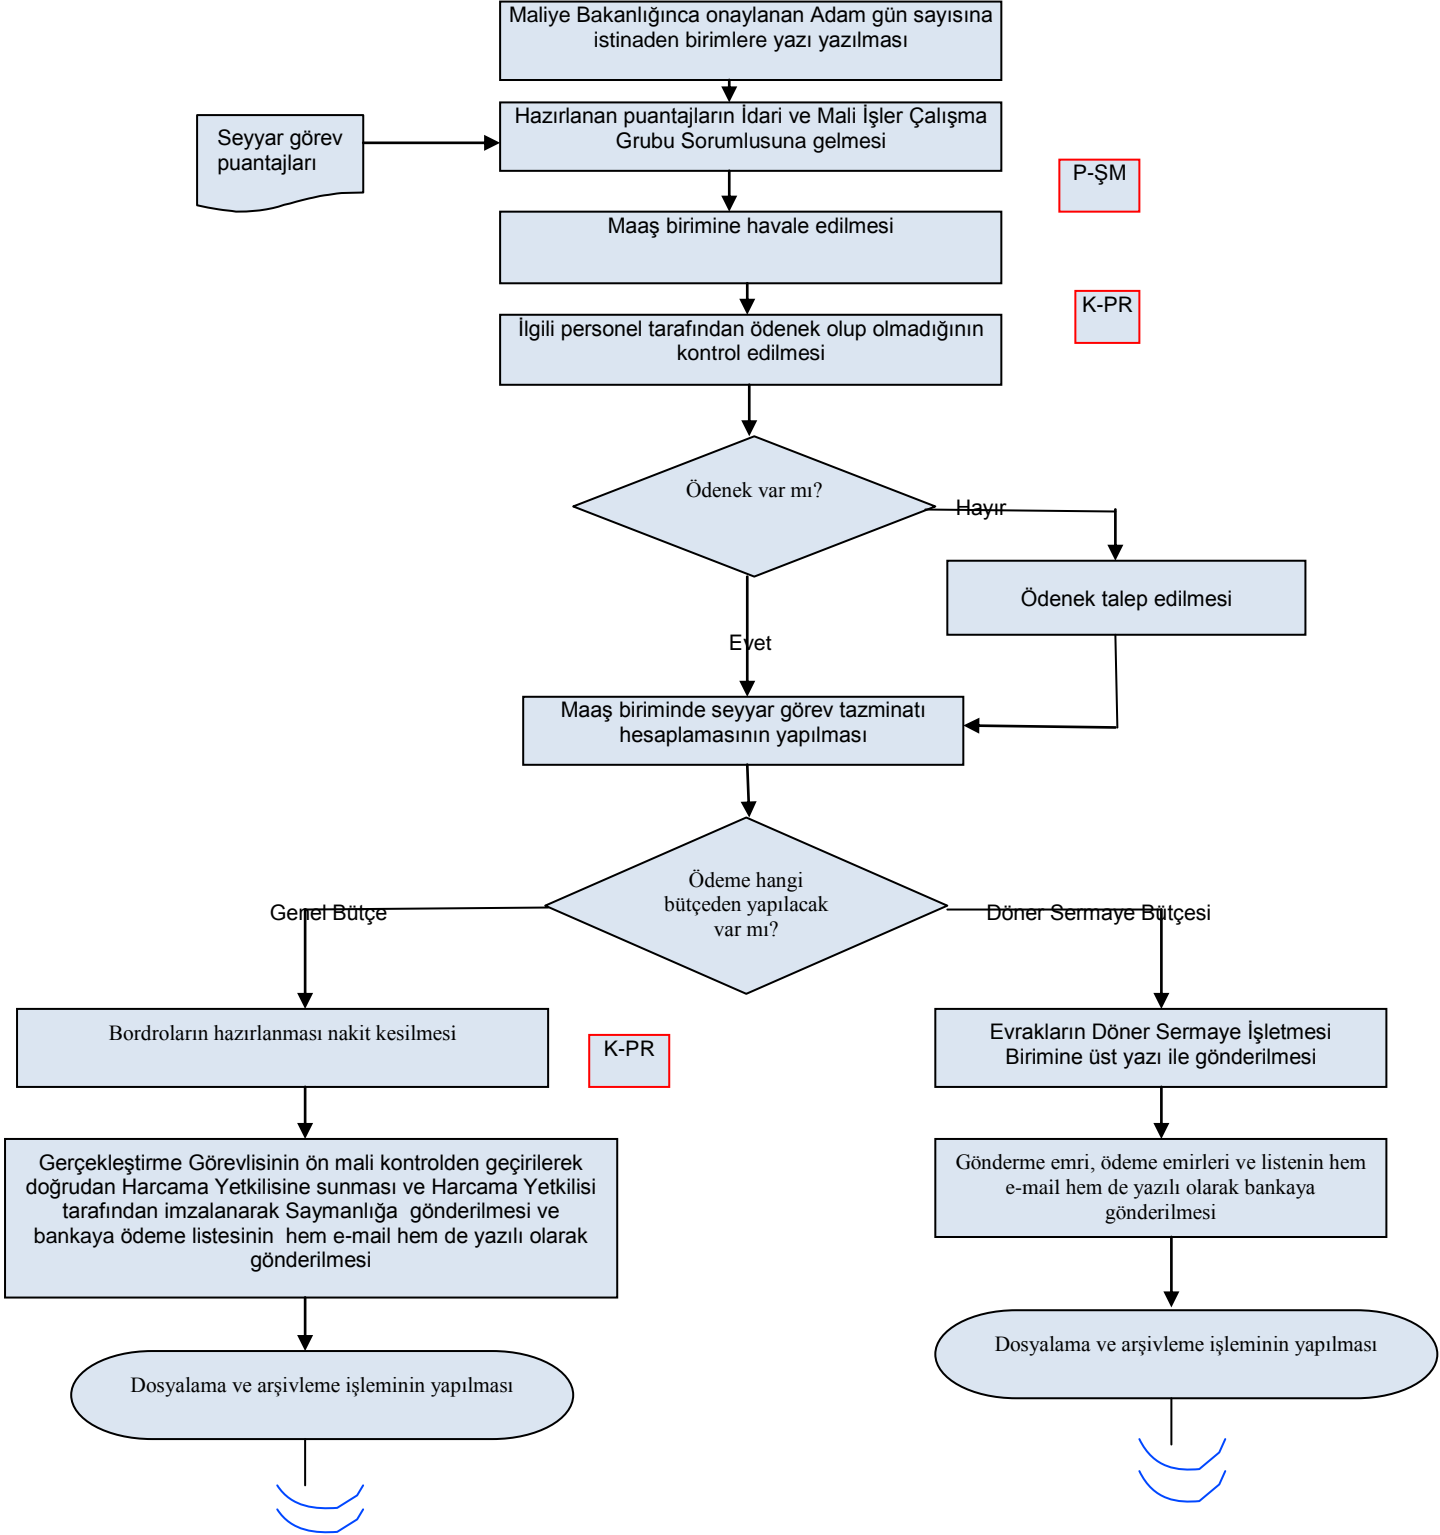 Maliye Bakanlığınca onaylanan Adam gün sayısına
istinaden birimlere yazı yazılması
Seyyar görev
puantajları
Hazırlanan puantajların İdari ve Mali İşler Çalışma
Grubu Sorumlusuna gelmesi
P-ŞM
Maaş birimine havale edilmesi
K-PR
İlgili personel tarafından ödenek olup olmadığının
kontrol edilmesi
Ödenek var mı?
Hayır
Ödenek talep edilmesi
Evet
Maaş biriminde seyyar görev tazminatı
hesaplamasının yapılması
Ödeme hangi
bütçeden yapılacak
var mı?
Genel Bütçe
Döner Sermaye Bütçesi
Bordroların hazırlanması nakit kesilmesi
K-PR
Evrakların Döner Sermaye İşletmesi
Birimine üst yazı ile gönderilmesi
Gerçekleştirme Görevlisinin ön mali kontrolden geçirilerek
doğrudan Harcama Yetkilisine sunması ve Harcama Yetkilisi
tarafından imzalanarak Saymanlığa  gönderilmesi ve
bankaya ödeme listesinin  hem e-mail hem de yazılı olarak
gönderilmesi
Gönderme emri, ödeme emirleri ve listenin hem
e-mail hem de yazılı olarak bankaya
gönderilmesi
Dosyalama ve arşivleme işleminin yapılması
Dosyalama ve arşivleme işleminin yapılması